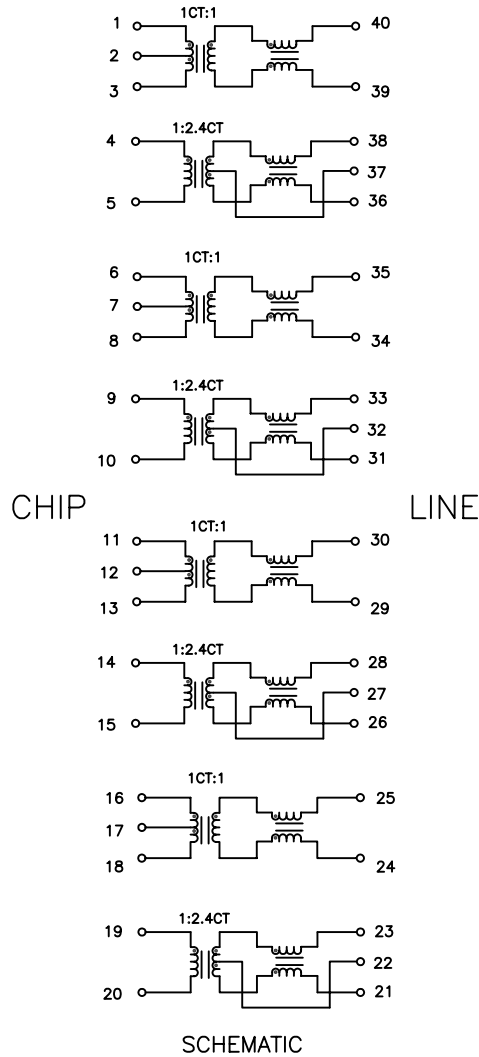 1CT:1
1 40
2
3 39
1:2.4CT
4 38
37
5 36
1CT:1
6 35
7
8 34
1:2.4CT
9 33
32
10 31
CHIP LINE
1CT:1
11 30
12
13 29
1:2.4CT
14 28
27
15 26
1CT:1
16 25
17
18 24
1:2.4CT
19 23
22
20 21
SCHEMATIC